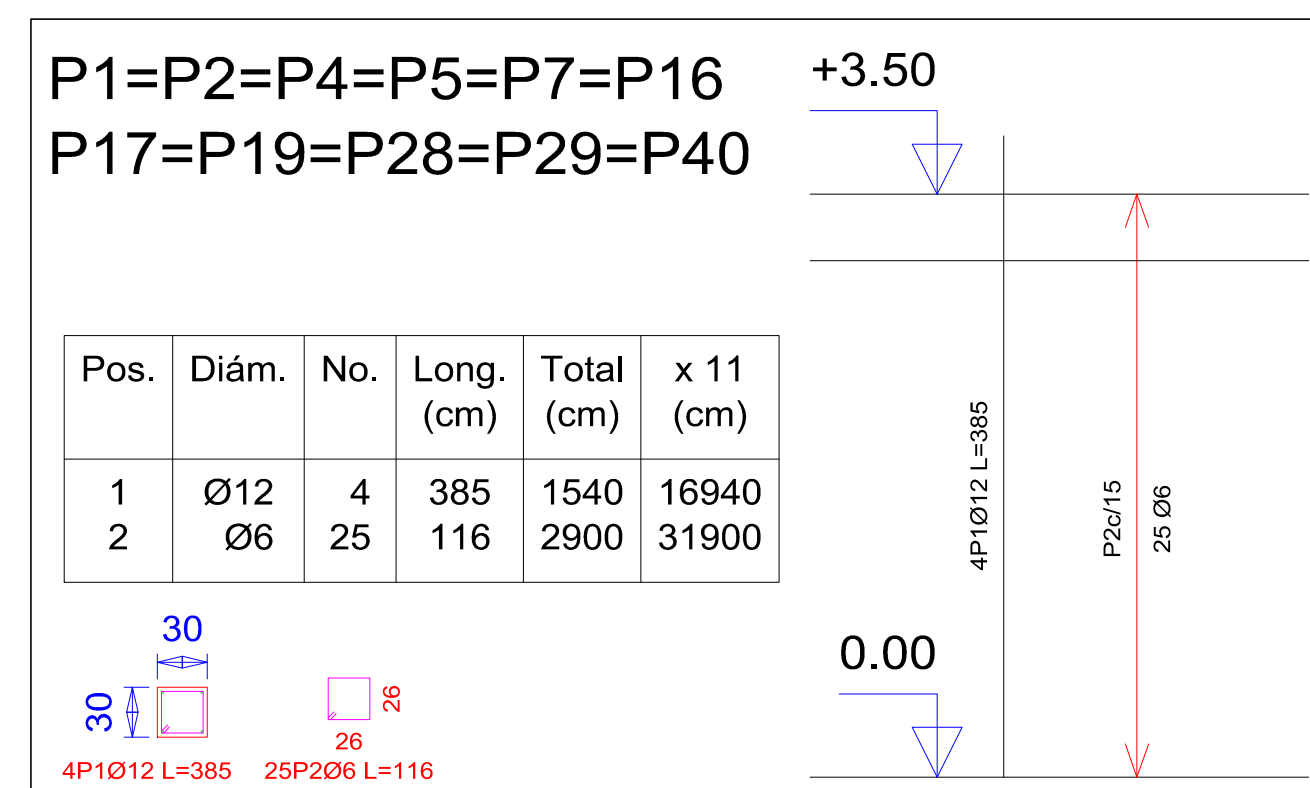 P1=P2=P4=P5=P7=P16
P17=P19=P28=P29=P40
+3.50
Pos. Diám. No. Long. (cm) Total (cm) x 11 (cm)
1 Ø12 4 385 1540 16940
2 Ø6 25 116 2900 31900
4P1Ø12 L=385
P2c/15
25 Ø6
0.00
30
30
26
26
4P1Ø12 L=385
25P2Ø6 L=116